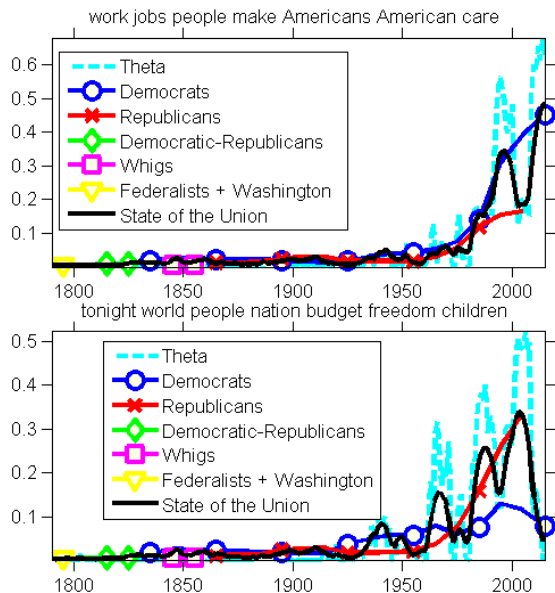 work jobs people make Americans American care
0.6
0.5
0.4
0.3
0.2
0.1
Theta
Democrats
Republicans
Democratic-Republicans
Whigs
Federalists + Washington
State of the Union
1800
1850
1900
1950
2000
tonight world people nation budget freedom children
0.5
0.4
0.3
0.2
0.1
Theta
Democrats
Republicans
Democratic-Republicans
Whigs
Federalists + Washington
State of the Union
1800
1850
1900
1950
2000